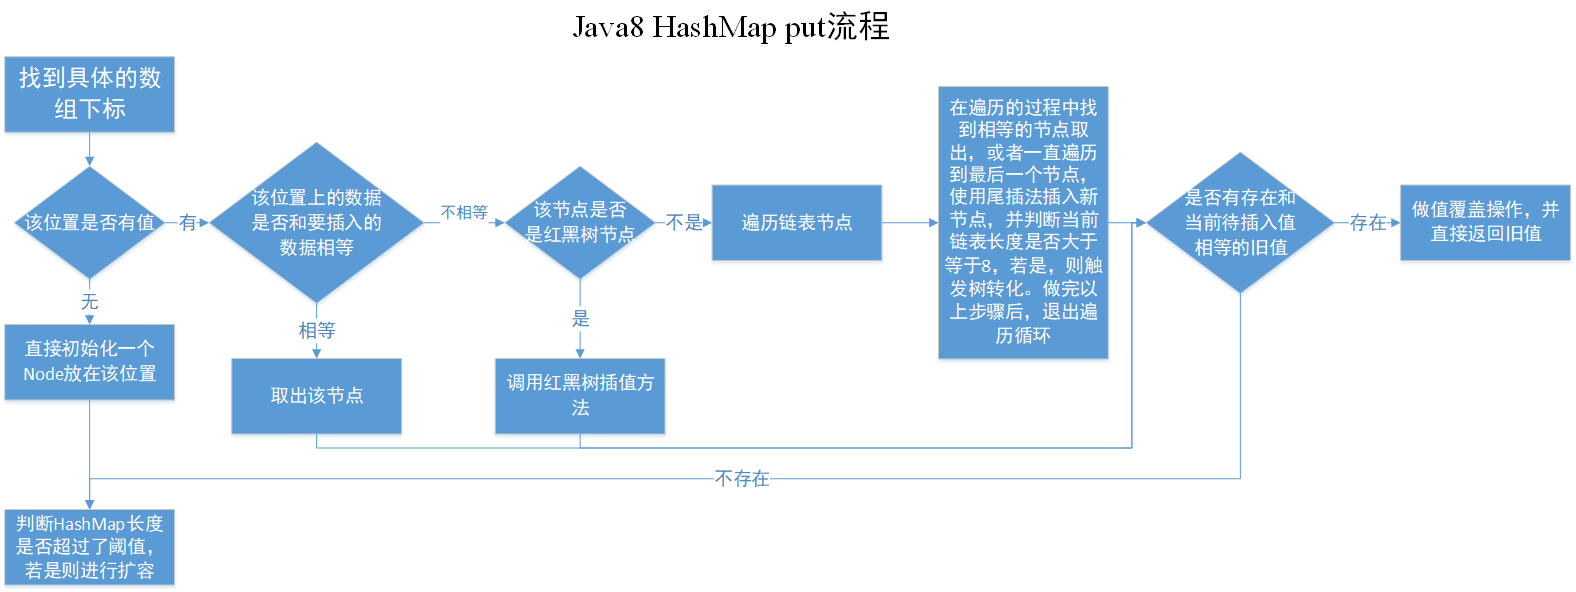 Java8 HashMap put流程
找到具体的数
组下标
该位置是否有值
有
无
直接初始化一个
Node放在该位置
该位置上的数据
是否和要插入的
数据相等
不相等
相等
取出该节点
该节点是否
是红黑树节点
不是
是
调用红黑树插值方
法
遍历链表节点
在遍历的过程中找
到相等的节点取
出，或者一直遍历
到最后一个节点，
使用尾插法插入新
节点，并判断当前
链表长度是否大于
等于8，若是，则触
发树转化。做完以
上步骤后，退出遍
历循环
是否有存在和
当前待插入值
相等的旧值
存在
做值覆盖操作，并
直接返回旧值
不存在
判断HashMap长度
是否超过了阈值，
若是则进行扩容